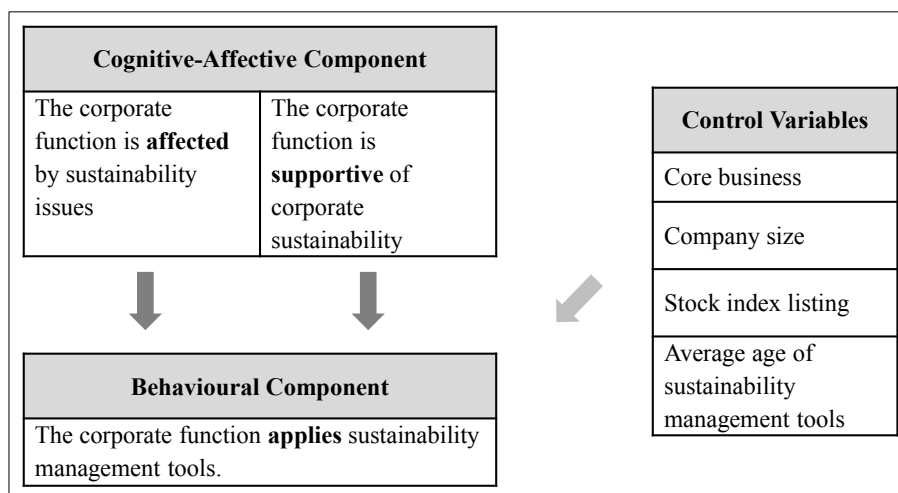 Cognitive-Affective Component
The corporate
function is affected
by sustainability
issues
The corporate
function is
supportive of
corporate
sustainability
Behavioural Component
The corporate function applies sustainability
management tools.
Control Variables
Core business
Company size
Stock index listing
Average age of
sustainability
management tools